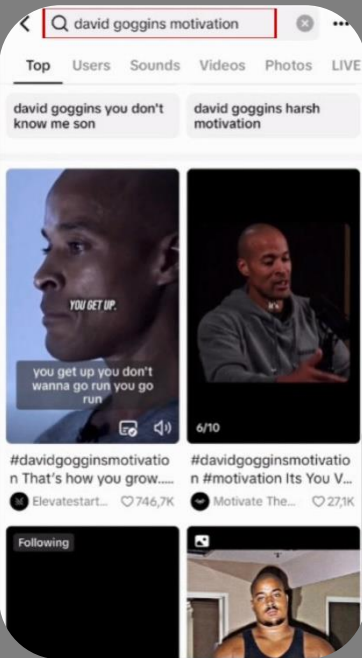 david goggins motivation
Top Users Sounds Videos Photos LIVE
david goggins you don't
know me son
david goggins harsh
motivation
YOU GET UP.
you get up you don't
wanna go run you go
run
6/10
#davidgogginsmotivatio
n That's how you grow.....
Elevatestart... 746,7K
#davidgogginsmotivatio
n #motivation Its You V...
Motivate The... 27,1K
Following